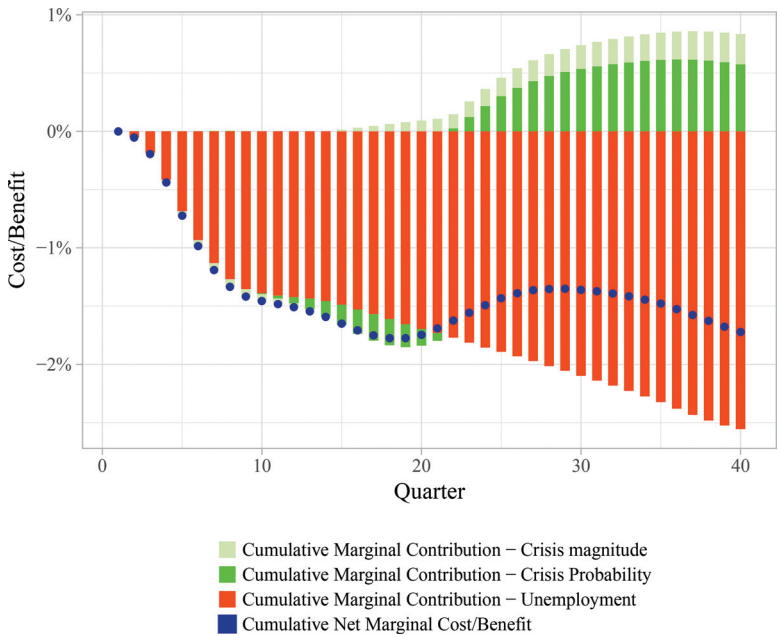 1%
0%
−1%
−2%
Cost/Benefit
0 10 20 30 40
Quarter
Cumulative Marginal Contribution − Crisis magnitude
Cumulative Marginal Contribution − Crisis Probability
Cumulative Marginal Contribution − Unemployment
Cumulative Net Marginal Cost/Benefit